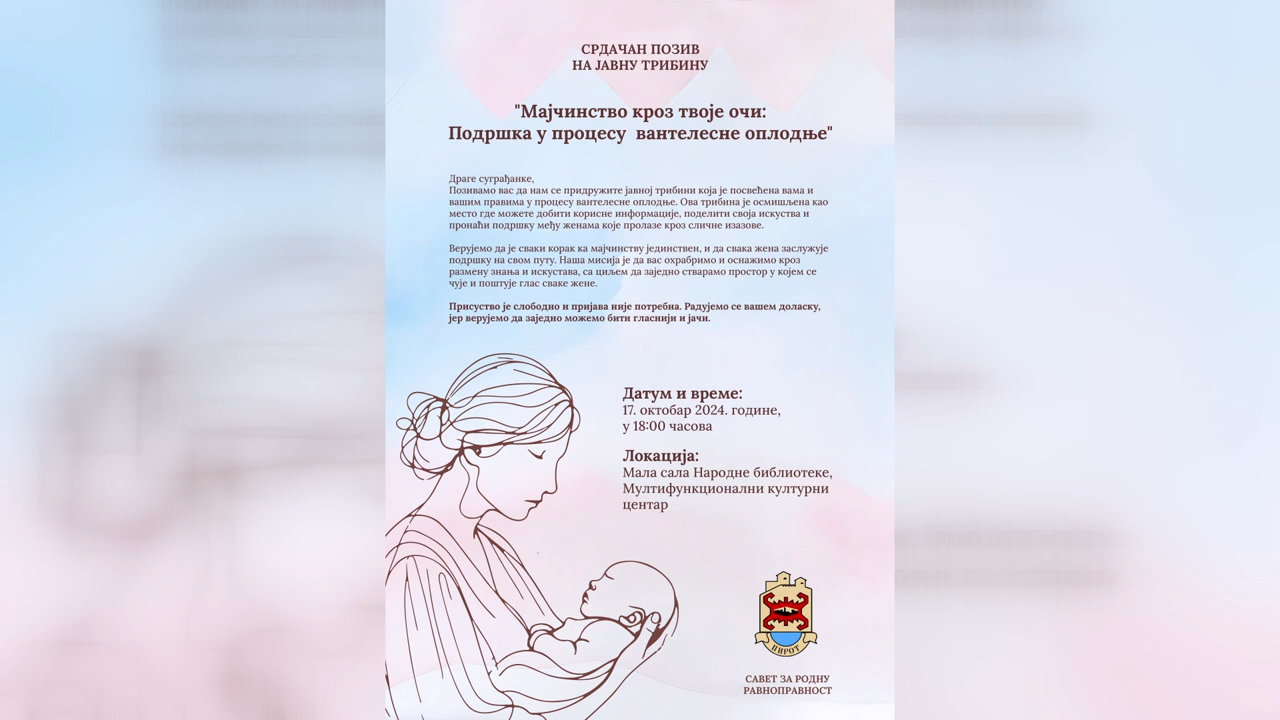 СРДАЧАН ПОЗИВ
НА ЈАВНУ ТРИБИНУ
"Мајчинство кроз твоје очи:
Подршка у процесу вантелесне оплодње"
Драге суграђанке,
Позивамо вас да нам се придружите јавној трибини која је посвећена вама и
вашим правима у процесу вантелесне оплодње. Ова трибина је осмишљена као
место где можете добити корисне информације, поделити своја искуства и
пронаћи подршку међу женама које пролазе кроз сличне изазове.
Верујемо да је сваки корак ка мајчинству јединствен, и да свака жена заслужује
подршку на свом путу. Наша мисија је да вас охрабримо и оснажимо кроз
размену знања и искустава, са циљем да заједно стварамо простор у којем се
чује и поштује глас сваке жене.
Присуство је слободно и пријава није потребна. Радујемо се вашем доласку,
јер верујемо да заједно можемо бити гласнији и јачи.
Датум и време:
17. октобар 2024. године,
у 18:00 часова
Локација:
Мала сала Народне библиотеке,
Мултифункционални културни
центар
ПИРОТ
САВЕТ ЗА РОДНУ
РАВНОПРАВНОСТ